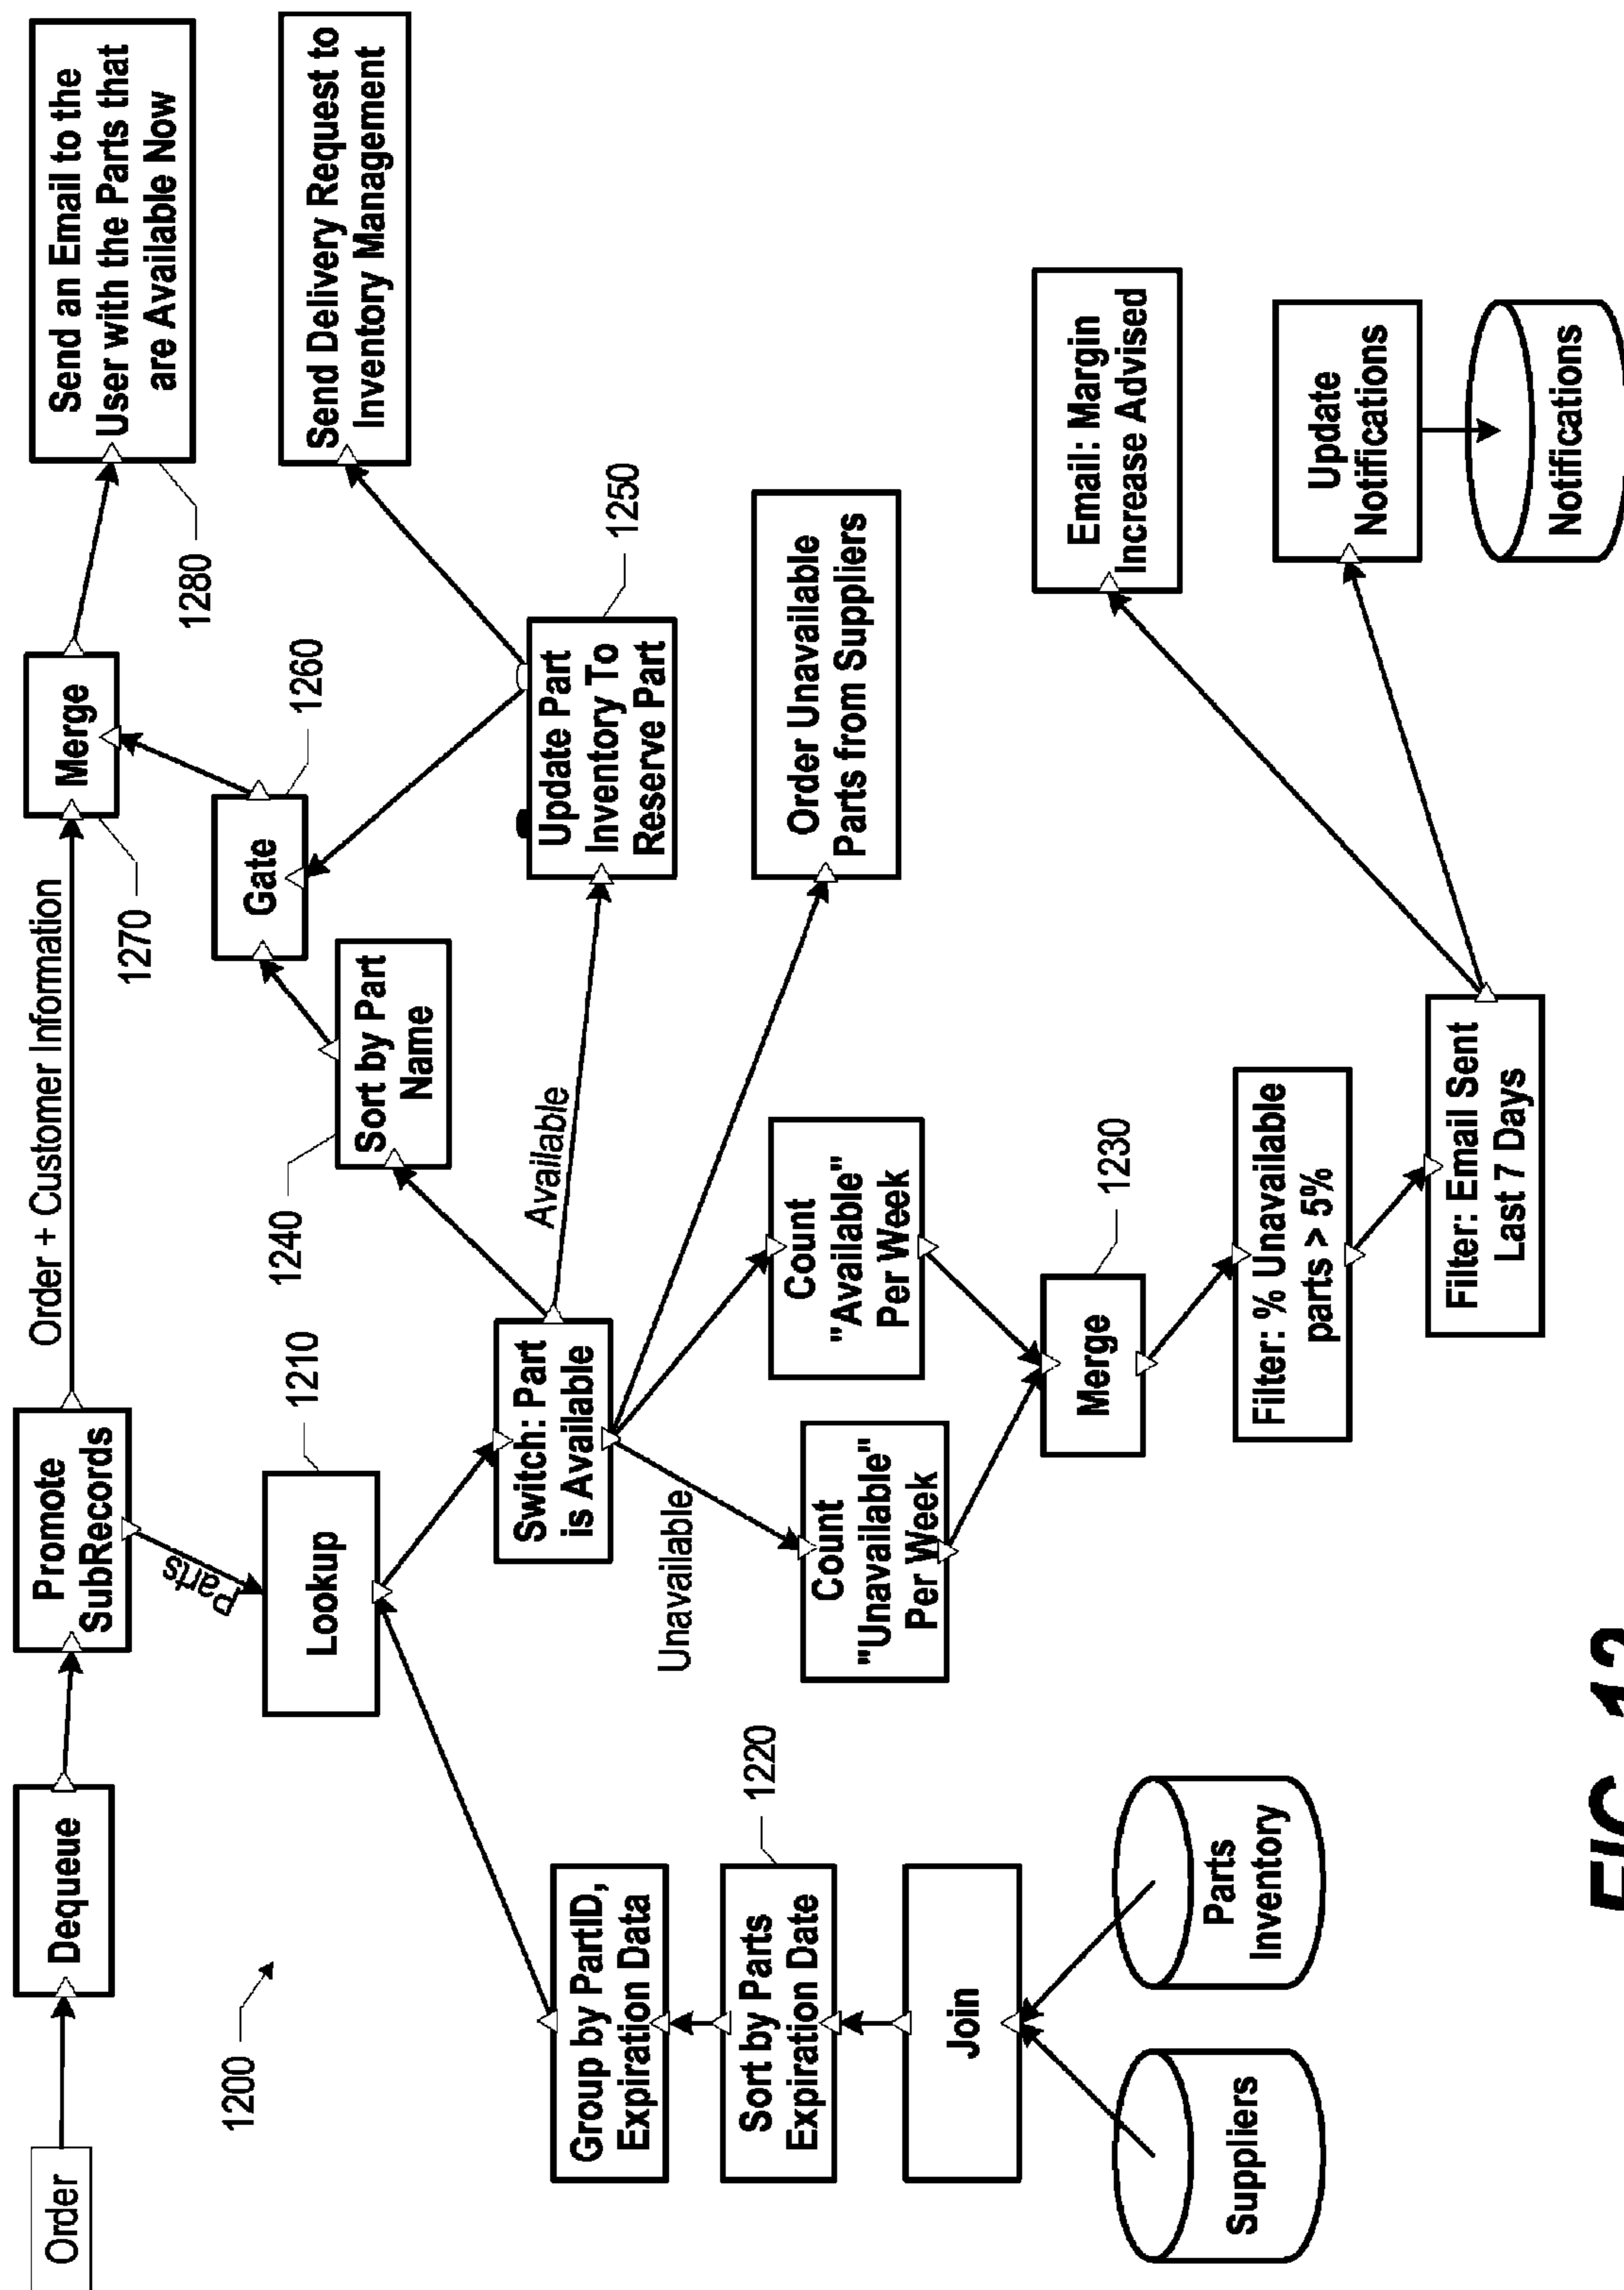 Order
Dequeue
Promote
SubRecords
Order + Customer Information
Merge
Send an Email to the
User with the Parts that
are Available Now
1200
Parts
Lookup
1210
1270
1280
Gate
1260
Sort by Part
Name
1240
Send Delivery Request to
Inventory Management
Switch: Part
is Available
Available
Update Part
Inventory To
Reserve Part
1250
Group by PartID,
Expiration Data
Unavailable
Order Unavailable
Parts from Suppliers
Sort by Parts
Expiration Date
1220
Count
"Unavailable"
Per Week
Count
"Available"
Per Week
Join
Merge
1230
Email: Margin
Increase Advised
Suppliers
Parts
Inventory
Filter: % Unavailable
parts > 5%
Update
Notifications
Filter: Email Sent
Last 7 Days
Notifications